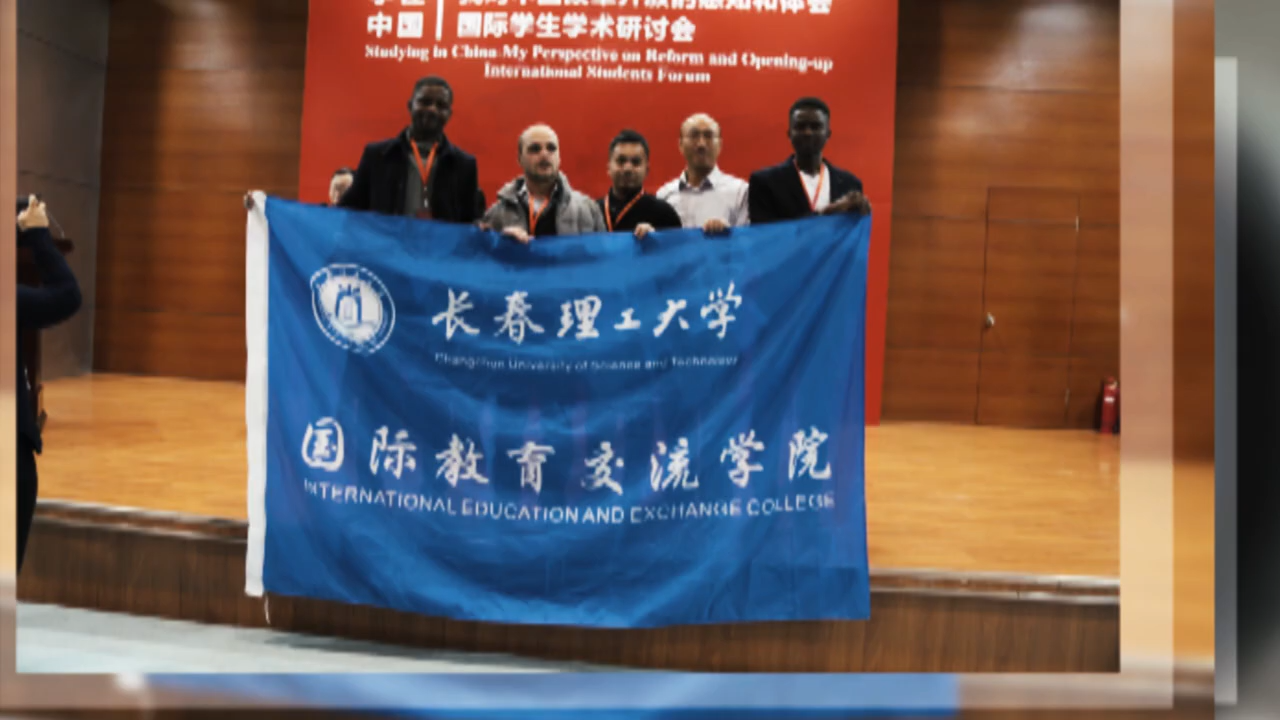 中国
国际学生学术研讨会
Studying in China-My Perspective on Reform and Opening-up
International Students Forum
长春理工大学
Changchun University of Science and Technology
国际教育交流学院
INTERNATIONAL EDUCATION AND EXCHANGE COLLEGE